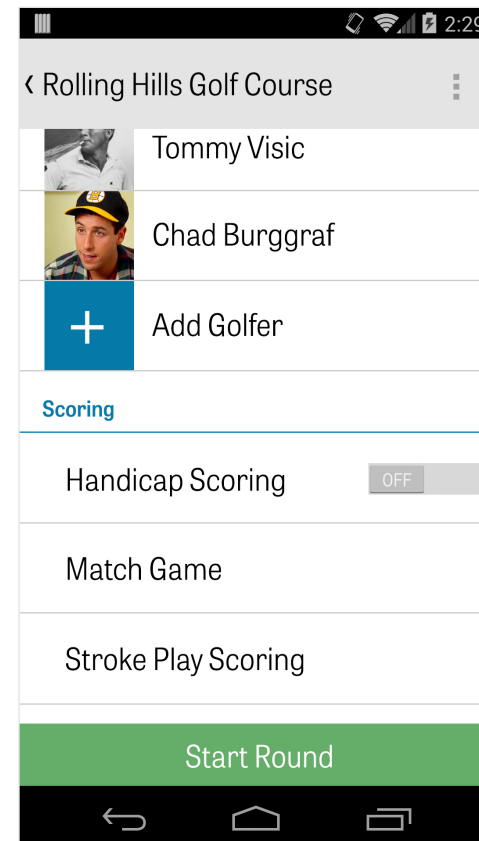 2:29
‹ Rolling Hills Golf Course
Tommy Visic
Chad Burggraf
+ Add Golfer
Scoring
Handicap Scoring OFF
Match Game
Stroke Play Scoring
Start Round